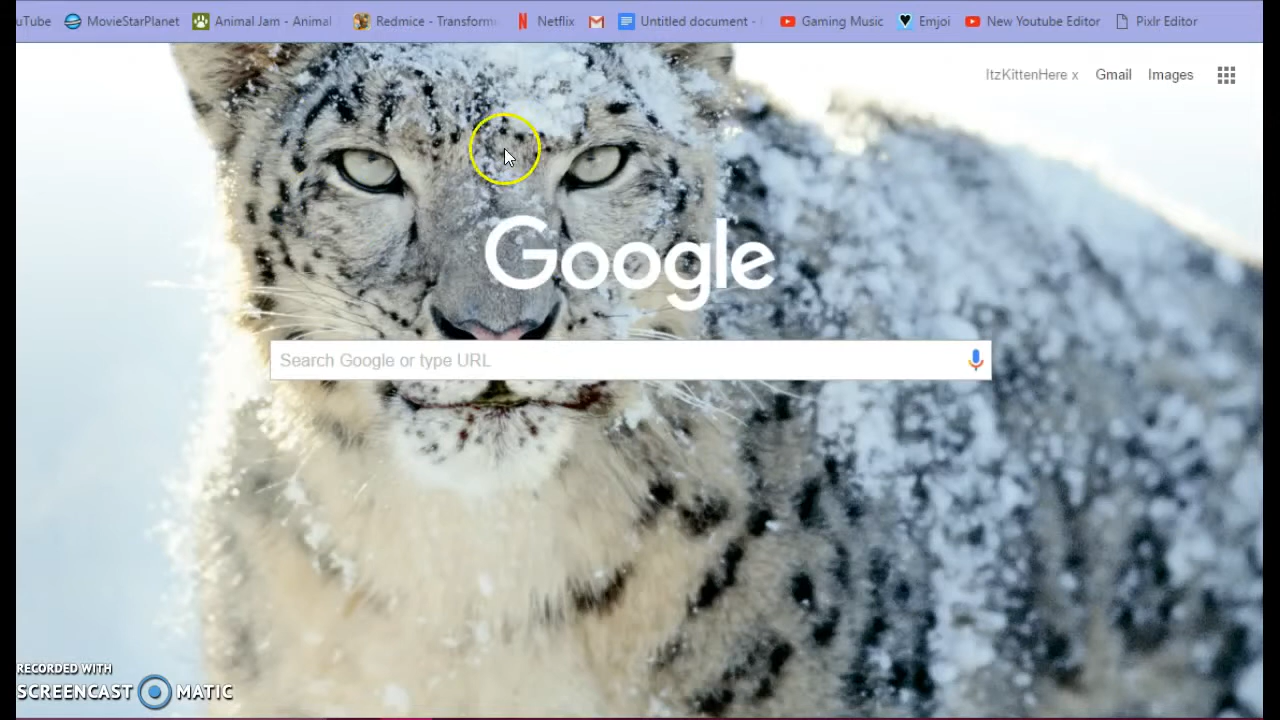 uTube MovieStarPlanet Animal Jam - Animal Redmice - Transform Netflix Untitled document - Gaming Music Emjoi New Youtube Editor Pixlr Editor
ItzKittenHere x Gmail Images
Google
Search Google or type URL
RECORDED WITH
SCREENCAST MATIC